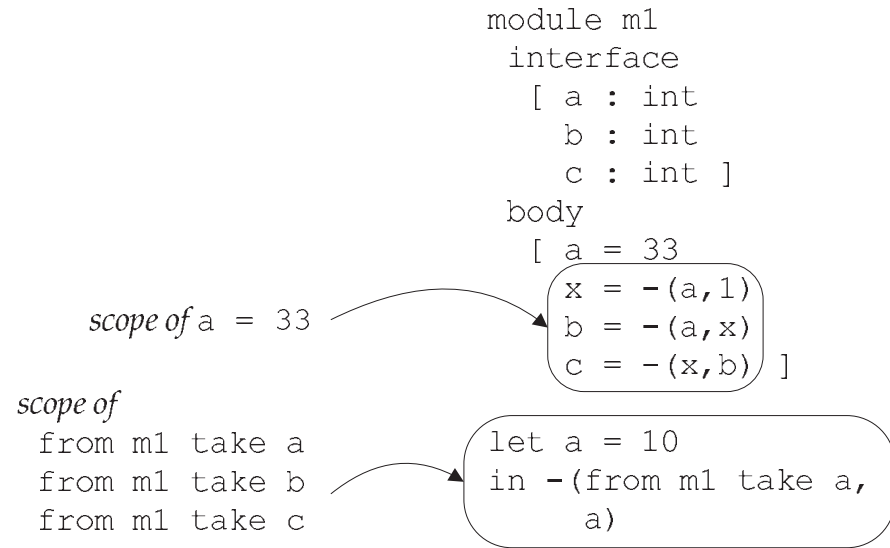 module m1
interface
[ a : int
b : int
c : int ]
body
[ a = 33
x = -(a,1)
scope of a = 33
b = -(a,x)
c = -(x,b) ]
scope of
from m1 take a
from m1 take b
from m1 take c
let a = 10
in -(from m1 take a,
a)